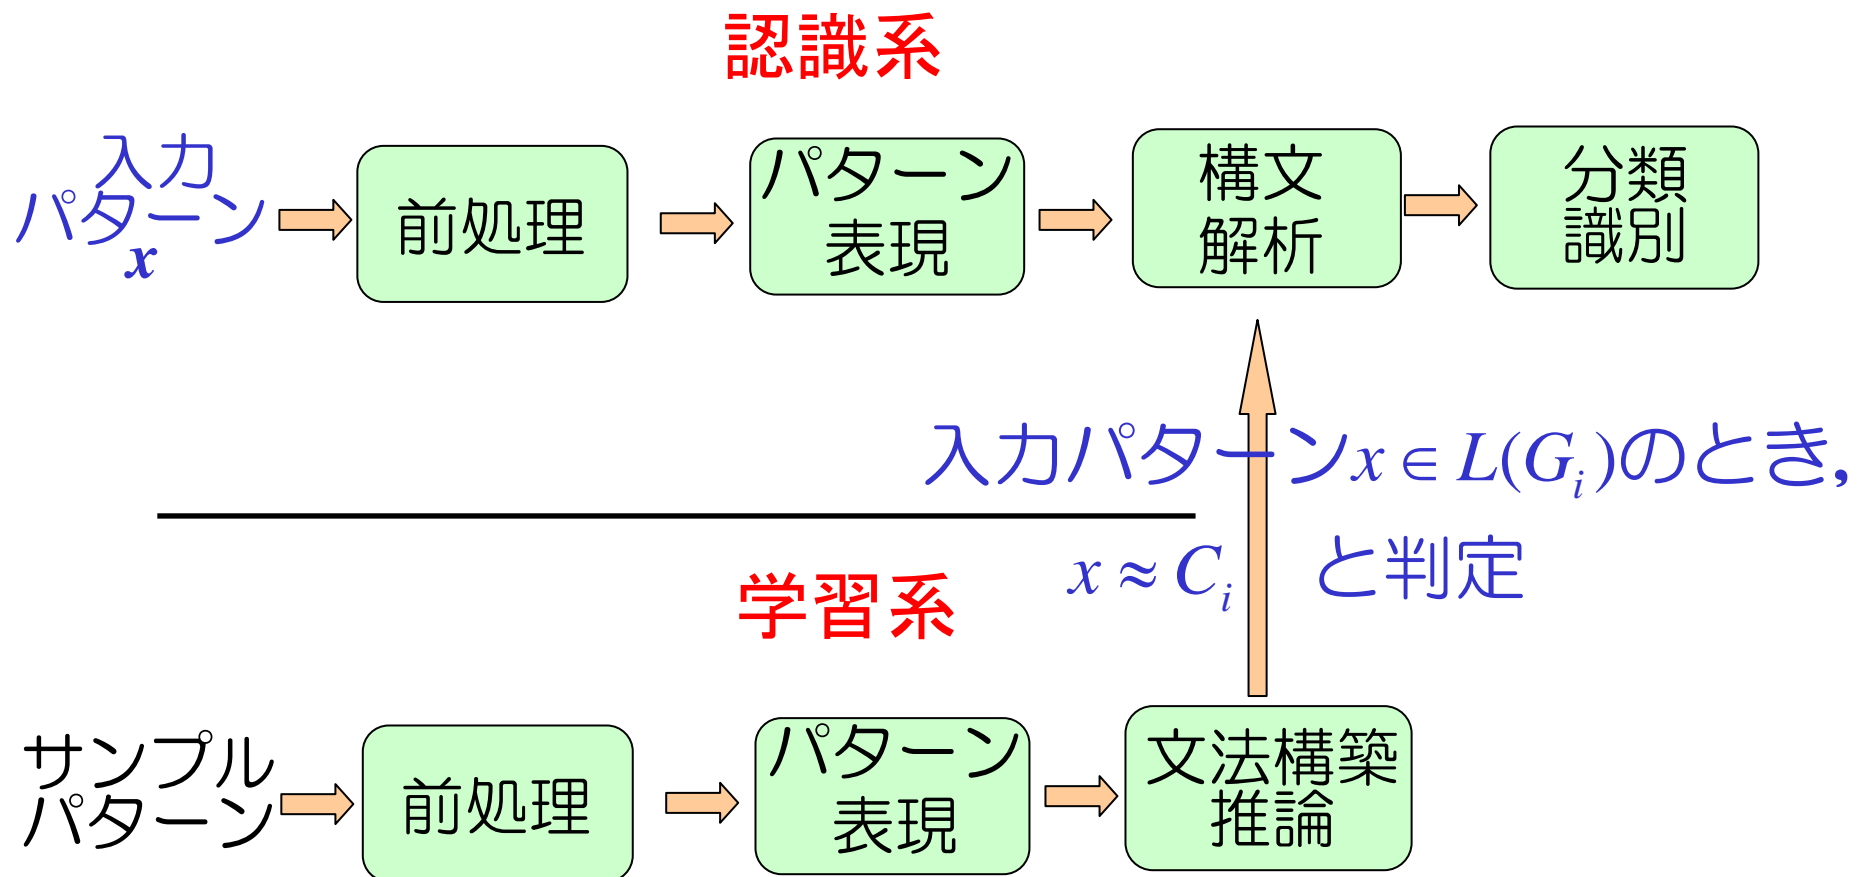 認識系
入力
パターン
x
前処理
パターン
表現
構文
解析
分類
識別
入力パターンx ∈ L(G_i)のとき,
x ≈ C_i と判定
学習系
サンプル
パターン
前処理
パターン
表現
文法構築
推論